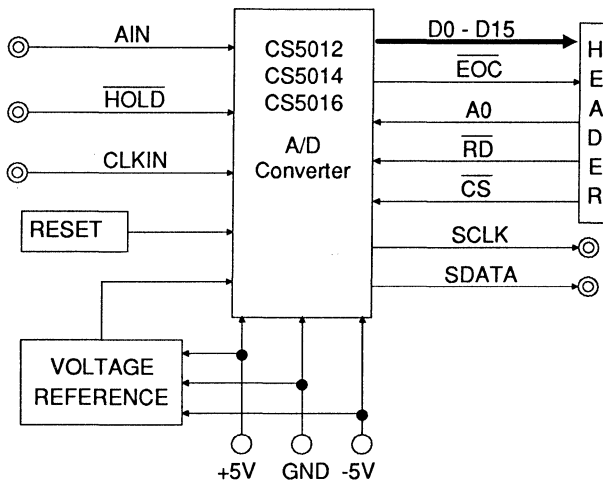 AIN
HOLD
CLKIN
RESET
VOLTAGE
REFERENCE
CS5012
CS5014
CS5016
A/D
Converter
D0 - D15
EOC
A0
RD
CS
SCLK
SDATA
HEADER
+5V
GND
-5V